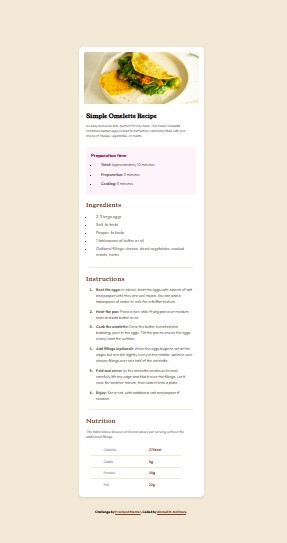 Simple Omelette Recipe
An easy and quick dish, perfect for any meal. This classic omelette
combines beaten eggs cooked to perfection, optionally filled with your
choice of cheese, vegetables, or meats.
Preparation time
Total: Approximately 10 minutes
Preparation: 5 minutes
Cooking: 5 minutes
Ingredients
2-3 large eggs
Salt, to taste
Pepper, to taste
1 tablespoon of butter or oil
Optional fillings: cheese, diced vegetables, cooked
meats, herbs
Instructions
1. Beat the eggs: In a bowl, beat the eggs with a pinch of salt
and pepper until they are well mixed. You can add a
tablespoon of water or milk for a fluffier texture.
2. Heat the pan: Place a non-stick frying pan over medium
heat and add butter or oil.
3. Cook the omelette: Once the butter is melted and
bubbling, pour in the eggs. Tilt the pan to ensure the eggs
evenly coat the surface.
4. Add fillings (optional): When the eggs begin to set at the
edges but are still slightly runny in the middle, sprinkle your
chosen fillings over one half of the omelette.
5. Fold and serve: As the omelette continues to cook,
carefully lift one edge and fold it over the fillings. Let it
cook for another minute, then slide it onto a plate.
6. Enjoy: Serve hot, with additional salt and pepper if
needed.
Nutrition
The table below shows nutritional values per serving without the
additional fillings.
Calories 277kcal
Carbs 0g
Protein 20g
Fat 22g
Challenge by Frontend Mentor. Coded by